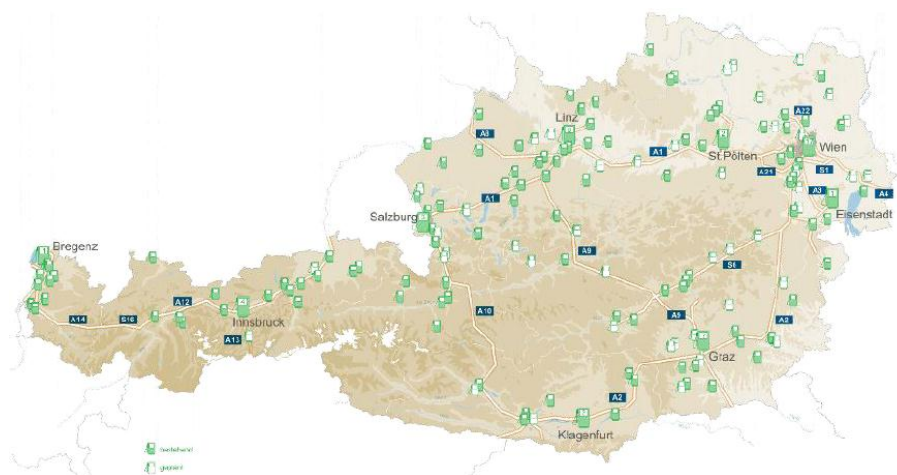 Linz
A8
A22
A1
St Pölten
Wien
A21
S1
A3
A4
A1
Salzburg
Eisenstadt
Bregenz
A9
S6
A12
A10
A14
S16
Innsbruck
A9
A2
A13
Graz
A2
Klagenfurt
geplant